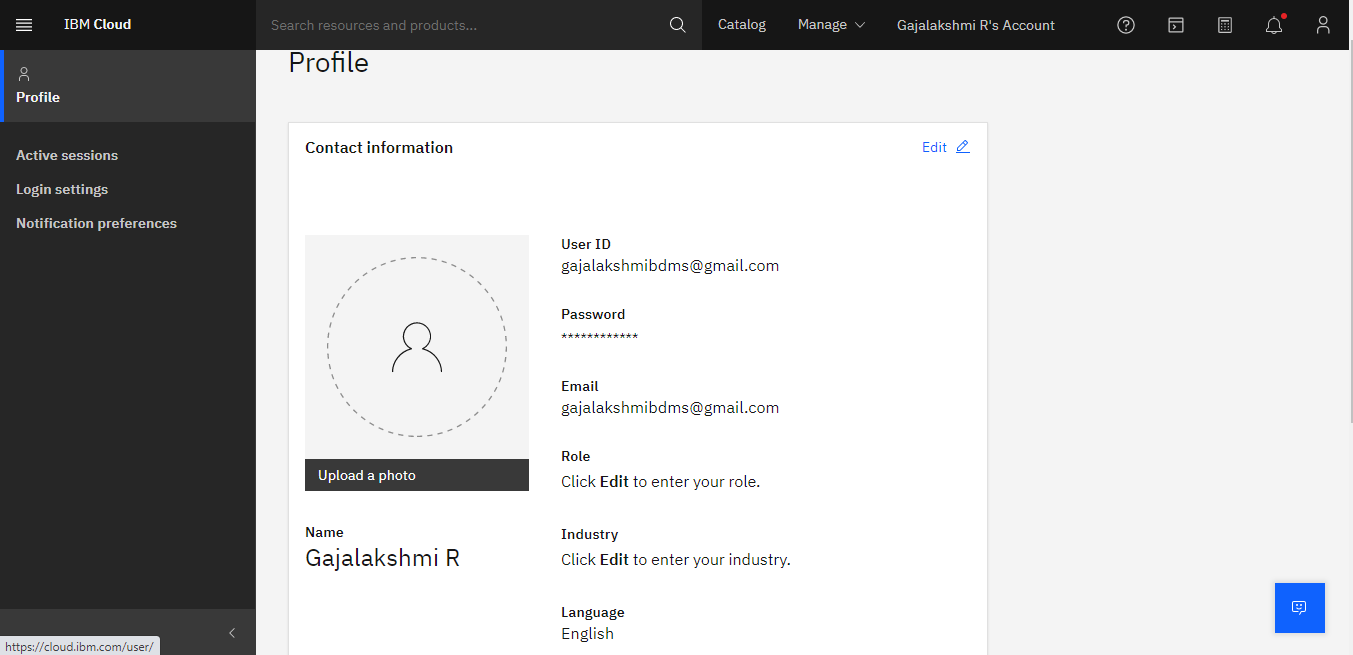 IBM Cloud
Search resources and products...
Catalog
Manage
Gajalakshmi R's Account
Profile
Active sessions
Login settings
Notification preferences
https://cloud.ibm.com/user/
Profile
Contact information
Edit
Upload a photo
Name
Gajalakshmi R
User ID
gajalakshmibdms@gmail.com
Password
************
Email
gajalakshmibdms@gmail.com
Role
Click Edit to enter your role.
Industry
Click Edit to enter your industry.
Language
English